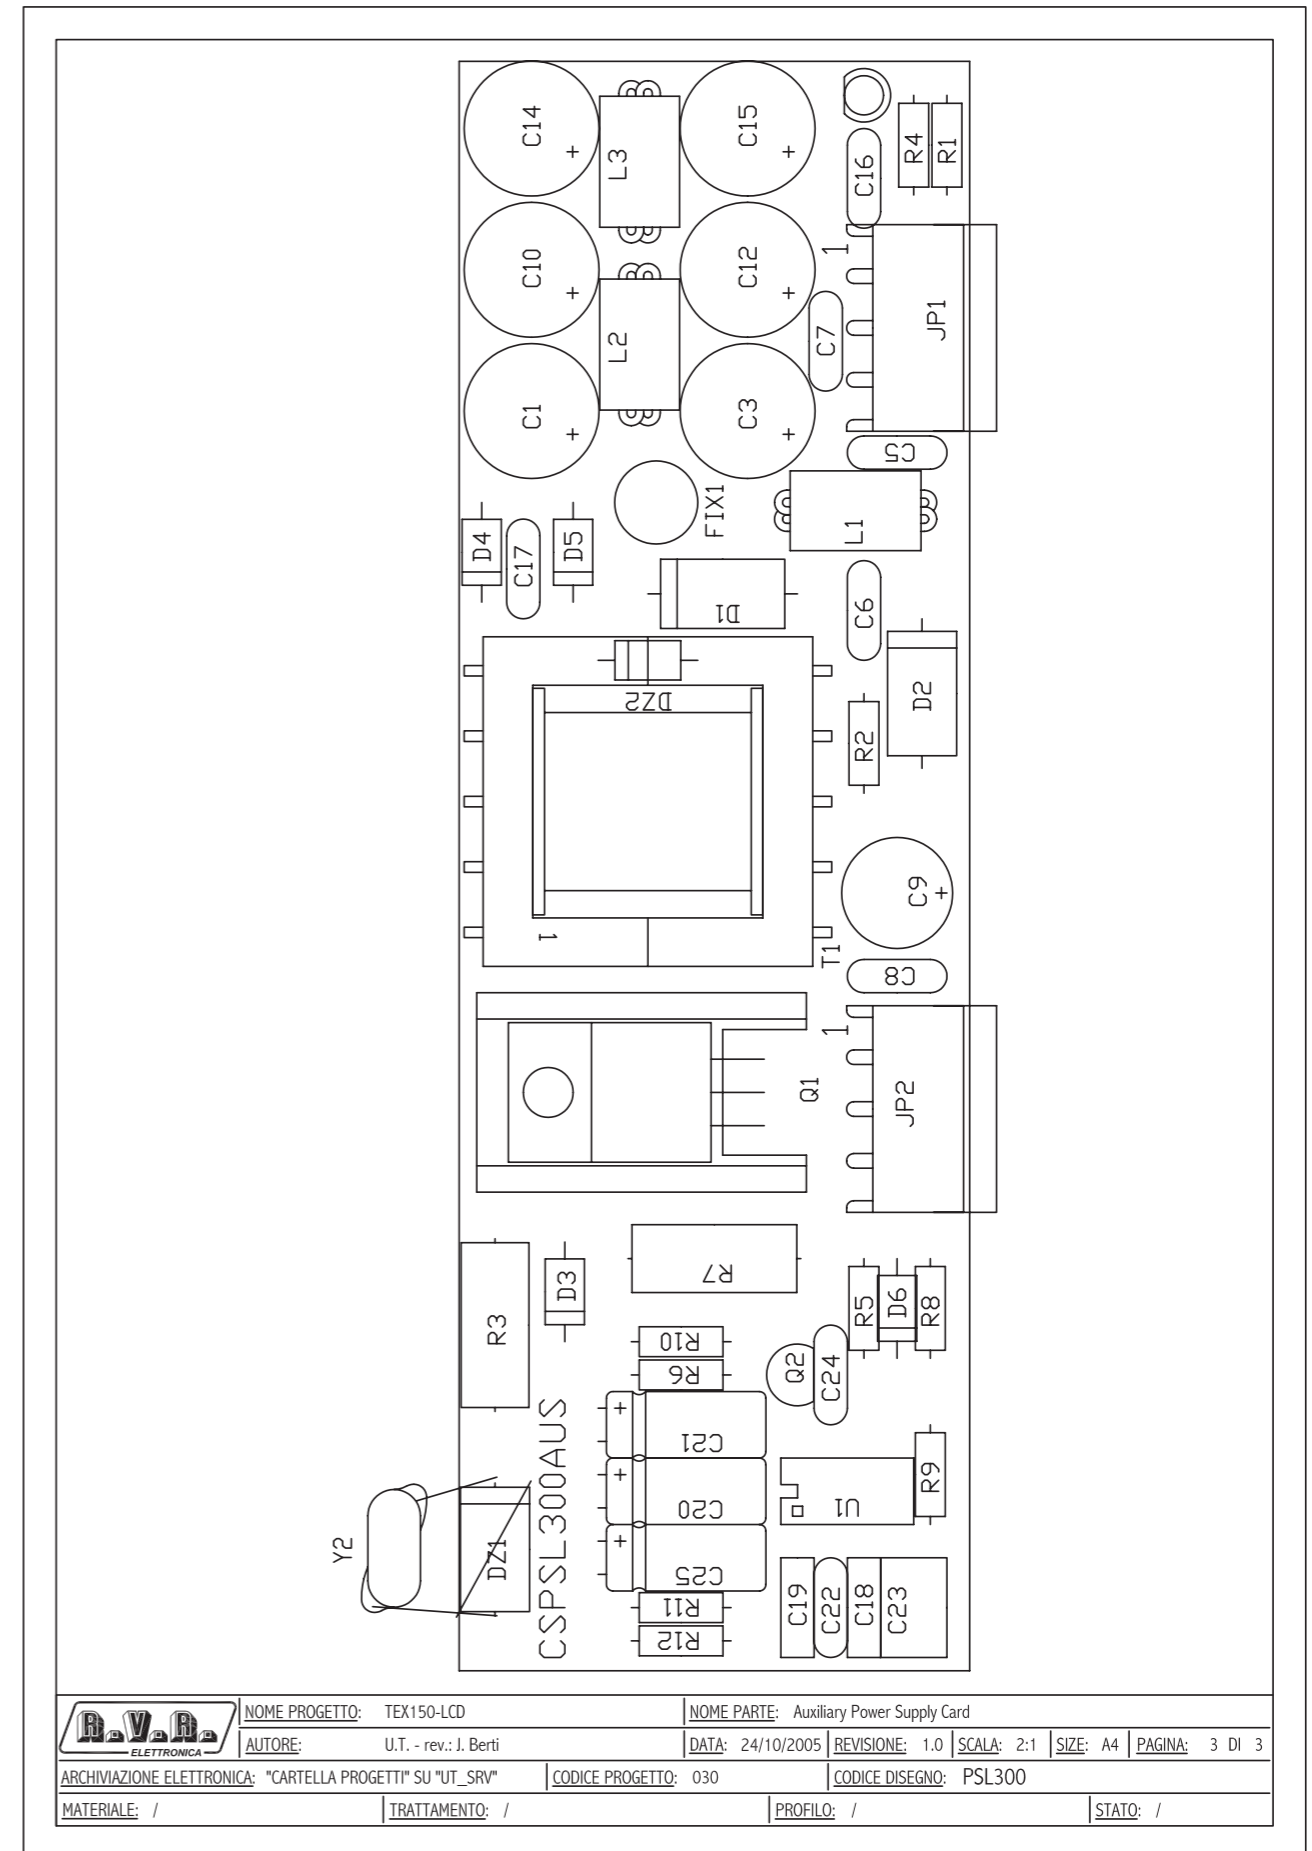 C14
+
L3
C15
+
C16
R4
R1
C10
+
L2
C12
+
C7
1
JP1
C1
+
C3
+
C5
FIX1
L1
D4
C17
D5
D1
C6
D2
DZ2
R2
C9
+
1
T1
C8
1
Q1
JP2
R3
D3
R7
R5
D6
R8
R10
R6
Q2
C24
+
C21
+
C20
+
C25
U1
R9
Y2
DZ1
CSPSL300AUS
R11
R12
C19
C22
C18
C23
R.V.R. ELETTRONICA
NOME PROGETTO: TEX150-LCD NOME PARTE: Auxiliary Power Supply Card
AUTORE: U.T. - rev.: J. Berti DATA: 24/10/2005 REVISIONE: 1.0 SCALA: 2:1 SIZE: A4 PAGINA: 3 DI 3
ARCHIVIAZIONE ELETTRONICA: "CARTELLA PROGETTI" SU "UT_SRV" CODICE PROGETTO: 030 CODICE DISEGNO: PSL300
MATERIALE: / TRATTAMENTO: / PROFILO: / STATO: /